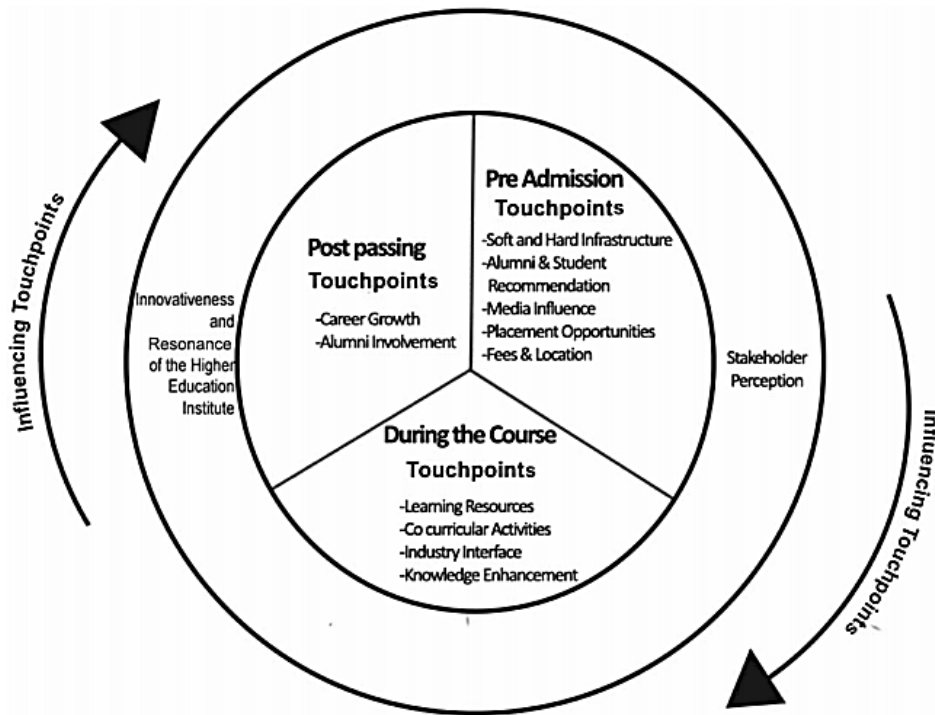 Pre Admission
Touchpoints
-Soft and Hard Infrastructure
-Alumni & Student
Recommendation
-Media Influence
-Placement Opportunities
-Fees & Location
Post passing
Touchpoints
-Career Growth
-Alumni Involvement
During the Course
Touchpoints
-Learning Resources
-Co curricular Activities
-Industry Interface
-Knowledge Enhancement
Innovativeness
and
Resonance
of the Higher
Education
Institute
Stakeholder
Perception
Influencing Touchpoints
Influencing Touchpoints